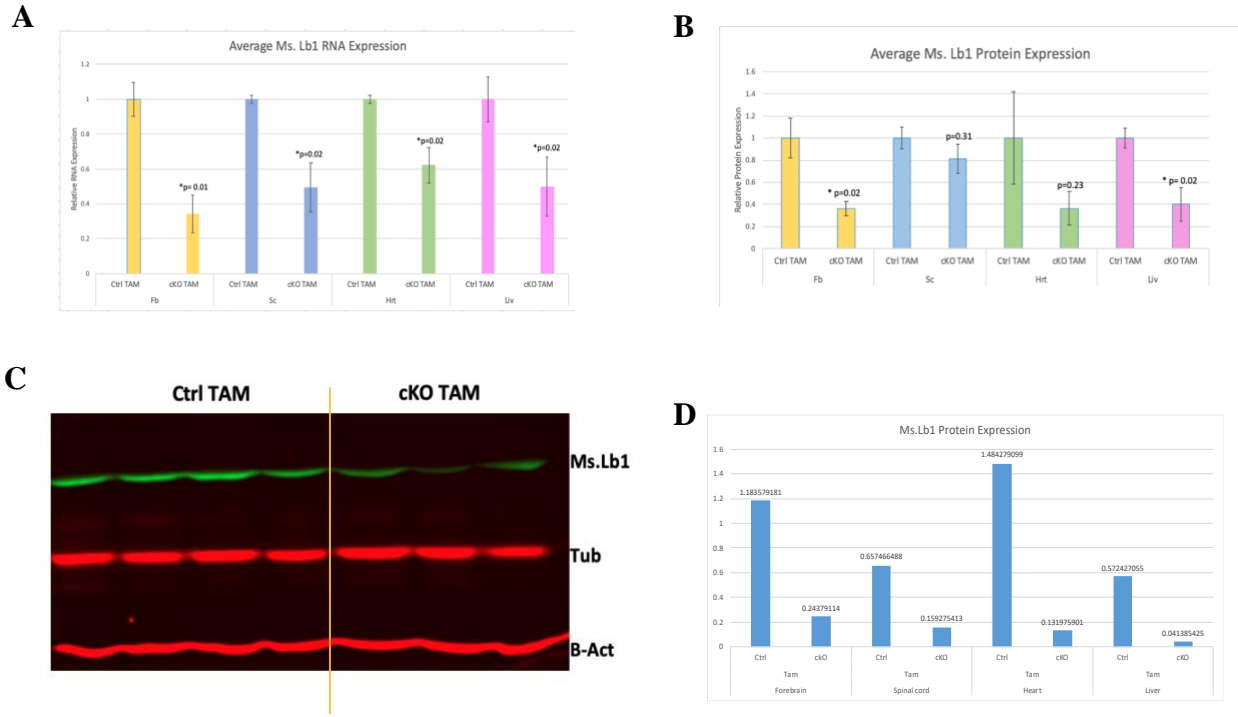 A
Average Ms. Lb1 RNA Expression
Relative RNA Expression
1.2
1
0.8
0.6
0.4
0.2
0
*p= 0.01
*p=0.02
*p=0.02
*p=0.02
Ctrl TAM cKO TAM Ctrl TAM cKO TAM Ctrl TAM cKO TAM Ctrl TAM cKO TAM
Fb Sc Hrt Liv
B
Average Ms. Lb1 Protein Expression
Relative Protein Expression
1.6
1.4
1.2
1
0.8
0.6
0.4
0.2
0
* p=0.02
p=0.31
p=0.23
* p= 0.02
Ctrl TAM cKO TAM Ctrl TAM cKO TAM Ctrl TAM cKO TAM Ctrl TAM cKO TAM
Fb Sc Hrt Liv
C
Ctrl TAM cKO TAM
Ms.Lb1
Tub
B-Act
D
Ms.Lb1 Protein Expression
1.6
1.4
1.2
1
0.8
0.6
0.4
0.2
0
1.183579181
0.24379114
0.657466488
0.159275413
1.484279099
0.131975901
0.572427055
0.041385425
Ctrl cKO Ctrl cKO Ctrl cKO Ctrl cKO
Tam Tam Tam Tam
Forebrain Spinal cord Heart Liver